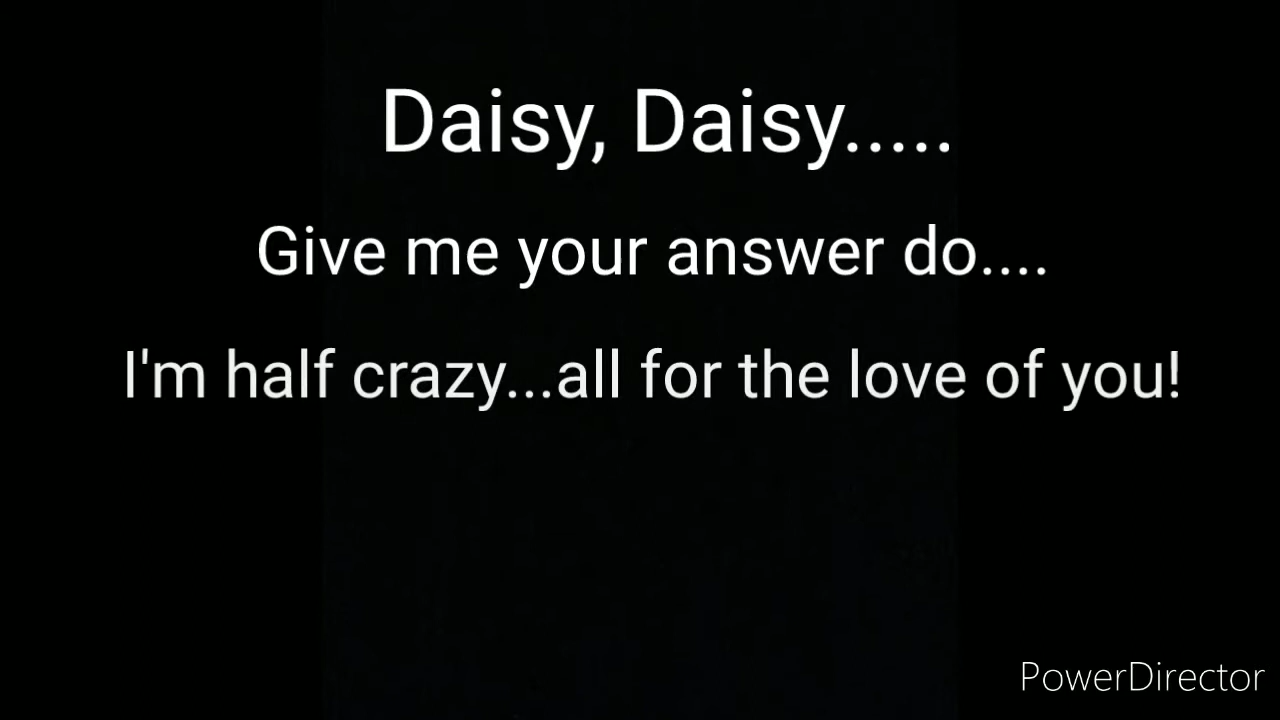 Daisy, Daisy.....
Give me your answer do....
I'm half crazy...all for the love of you!
PowerDirector